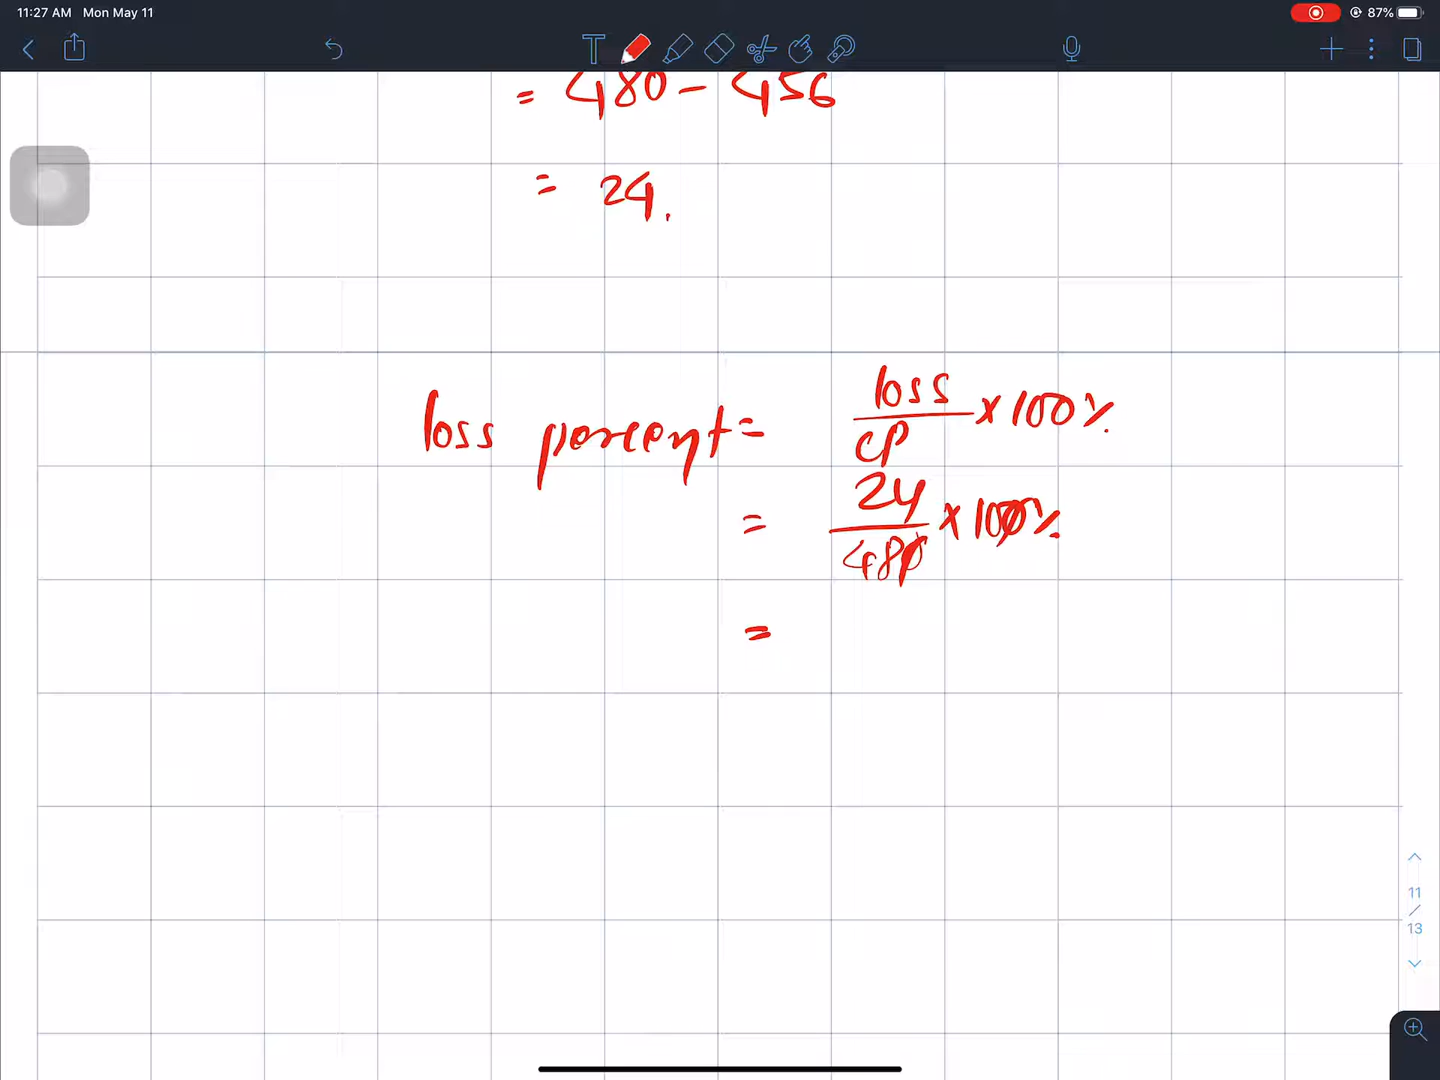 11:27 AM Mon May 11
87%
T
= 480 - 456
= 24.
loss percent = loss/CP × 100%
= 24/480 × 100%
=
11
/
13